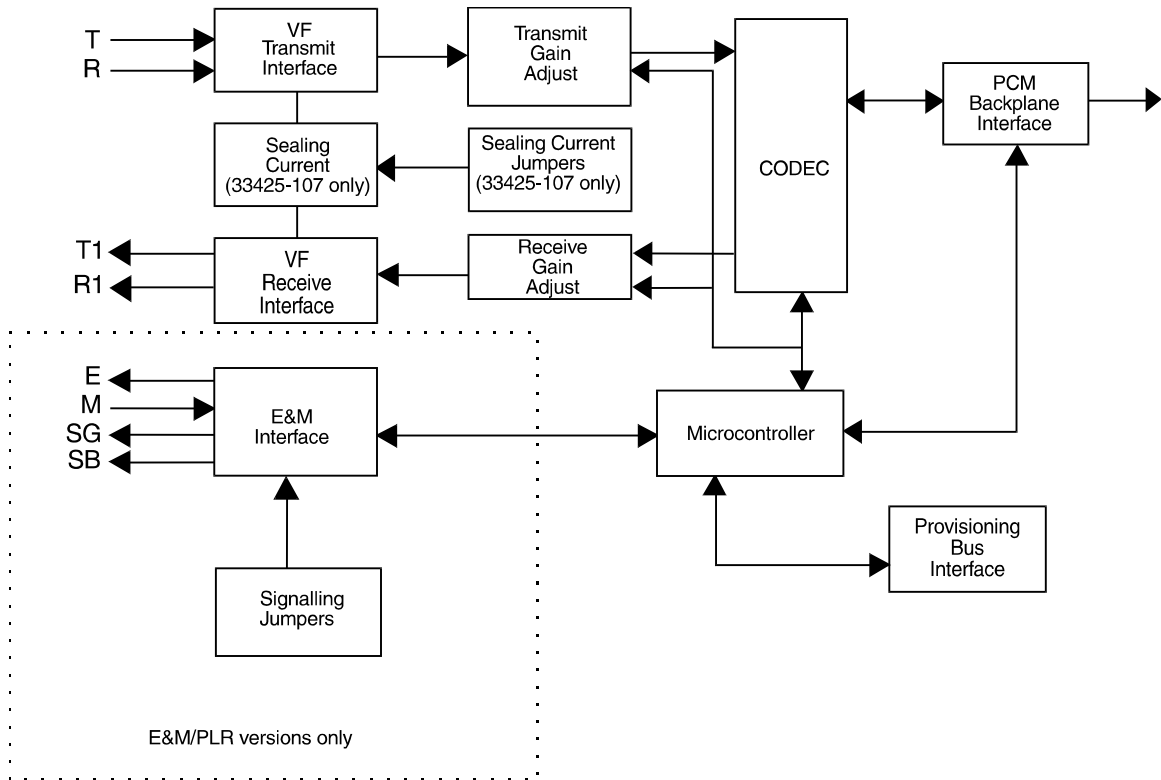 T
R
VF
Transmit
Interface
Transmit
Gain
Adjust
CODEC
PCM
Backplane
Interface
Sealing
Current
(33425-107 only)
Sealing Current
Jumpers
(33425-107 only)
T1
R1
VF
Receive
Interface
Receive
Gain
Adjust
E
M
SG
SB
E&M
Interface
Microcontroller
Provisioning
Bus
Interface
Signalling
Jumpers
E&M/PLR versions only